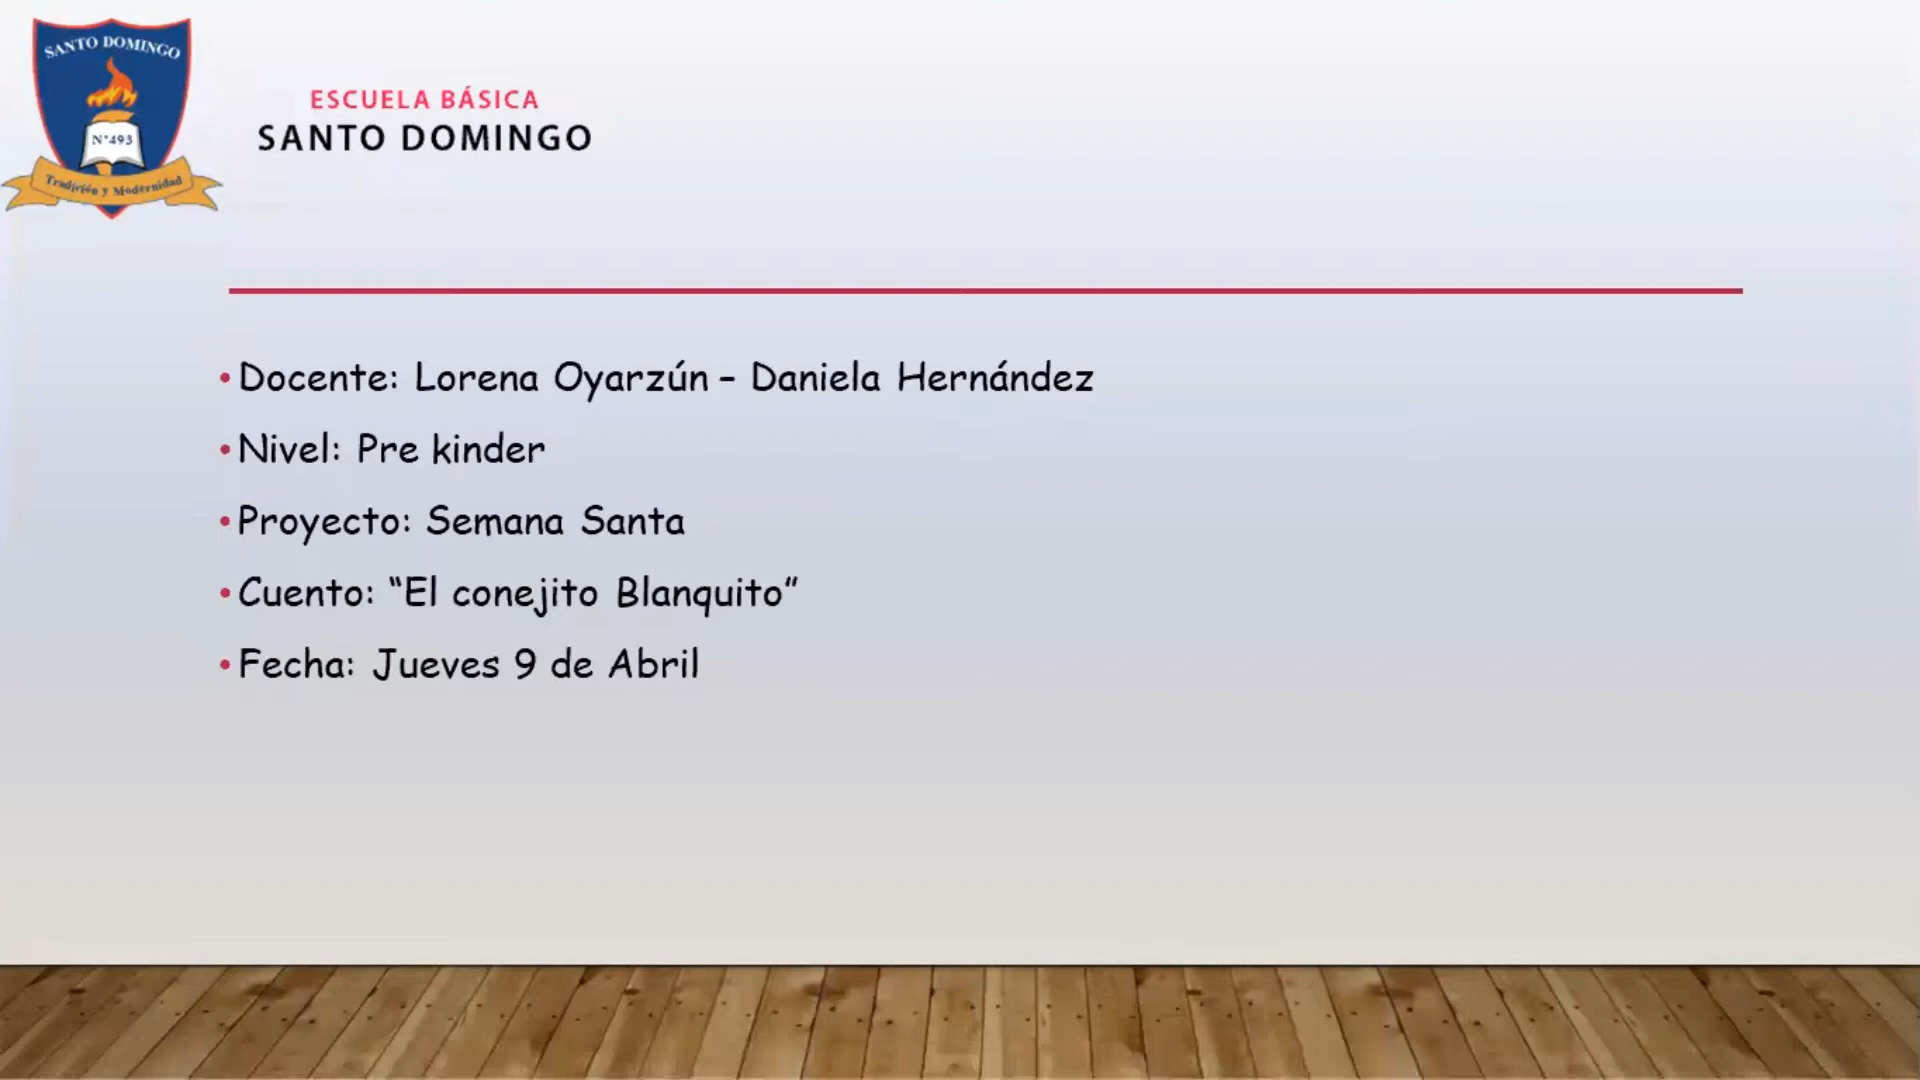 SANTO DOMINGO
N°493
Tradición y Modernidad
ESCUELA BÁSICA
SANTO DOMINGO
• Docente: Lorena Oyarzún – Daniela Hernández
• Nivel: Pre kinder
• Proyecto: Semana Santa
• Cuento: “El conejito Blanquito”
• Fecha: Jueves 9 de Abril